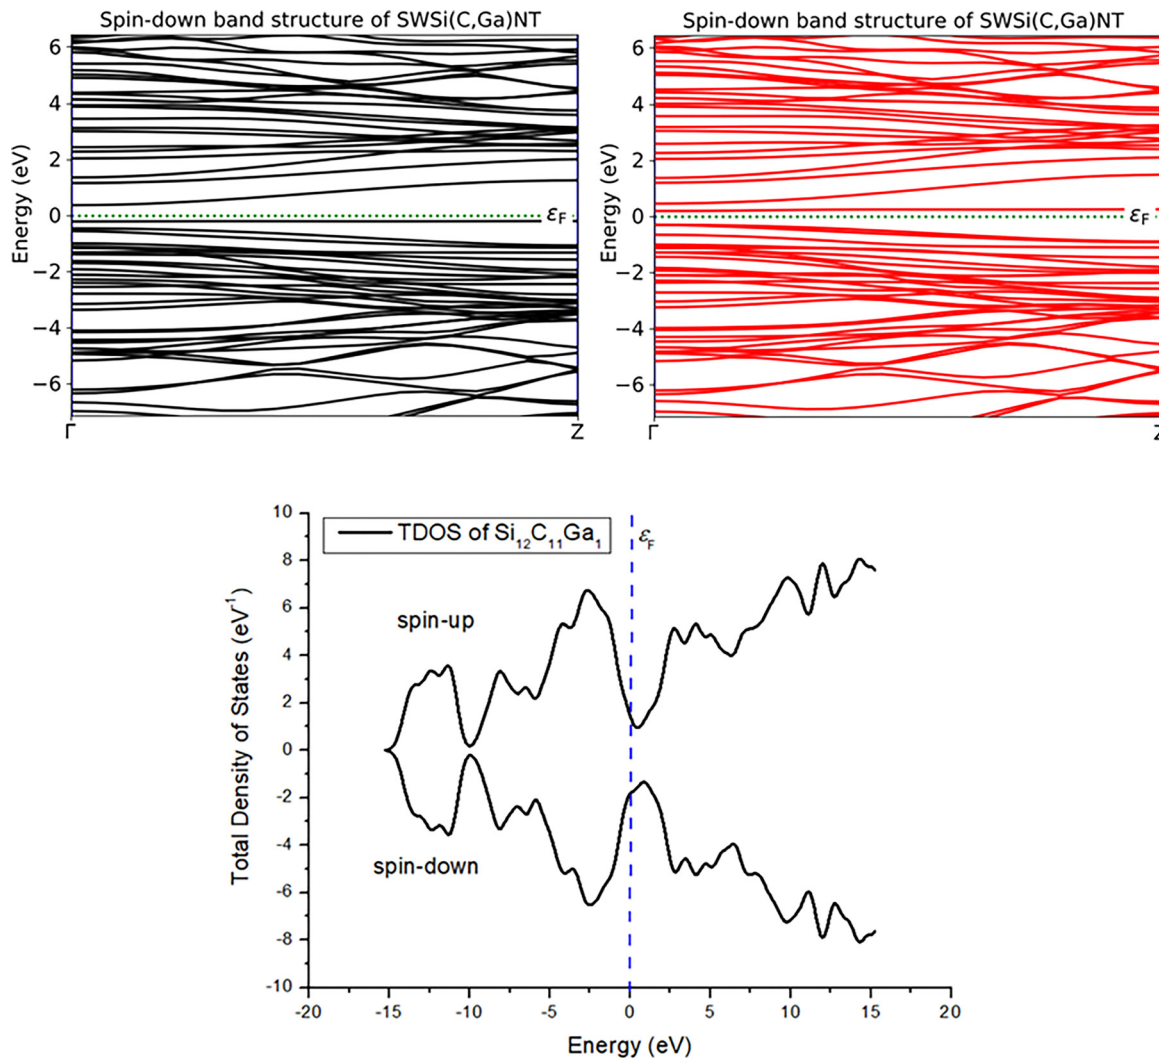 Spin-down band structure of SWSi(C,Ga)NT
6
4
2
0
−2
−4
−6
Energy (eV)
εF
Γ
Z
Spin-down band structure of SWSi(C,Ga)NT
6
4
2
0
−2
−4
−6
Energy (eV)
εF
Γ
Z
TDOS of Si12C11Ga1
εF
spin-up
spin-down
Total Density of States (eV-1)
10
8
6
4
2
0
-2
-4
-6
-8
-10
-20 -15 -10 -5 0 5 10 15 20
Energy (eV)